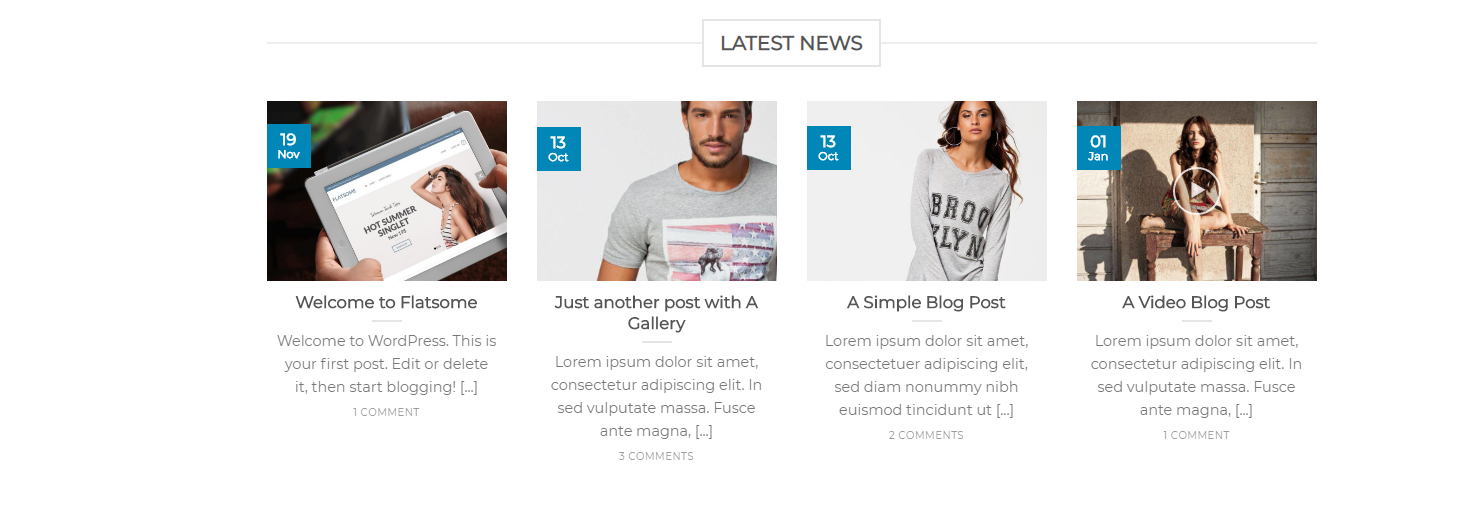 LATEST NEWS
19
Nov
FLATSOME
HOT SUMMER
SINGLET
Welcome to Flatsome
Welcome to WordPress. This is
your first post. Edit or delete
it, then start blogging! [...]
1 COMMENT
13
Oct
Just another post with A
Gallery
Lorem ipsum dolor sit amet,
consectetur adipiscing elit. In
sed vulputate massa. Fusce
ante magna, [...]
3 COMMENTS
13
Oct
BROO
KLYN
A Simple Blog Post
Lorem ipsum dolor sit amet,
consectetuer adipiscing elit,
sed diam nonummy nibh
euismod tincidunt ut [...]
2 COMMENTS
01
Jan
A Video Blog Post
Lorem ipsum dolor sit amet,
consectetur adipiscing elit. In
sed vulputate massa. Fusce
ante magna, [...]
1 COMMENT